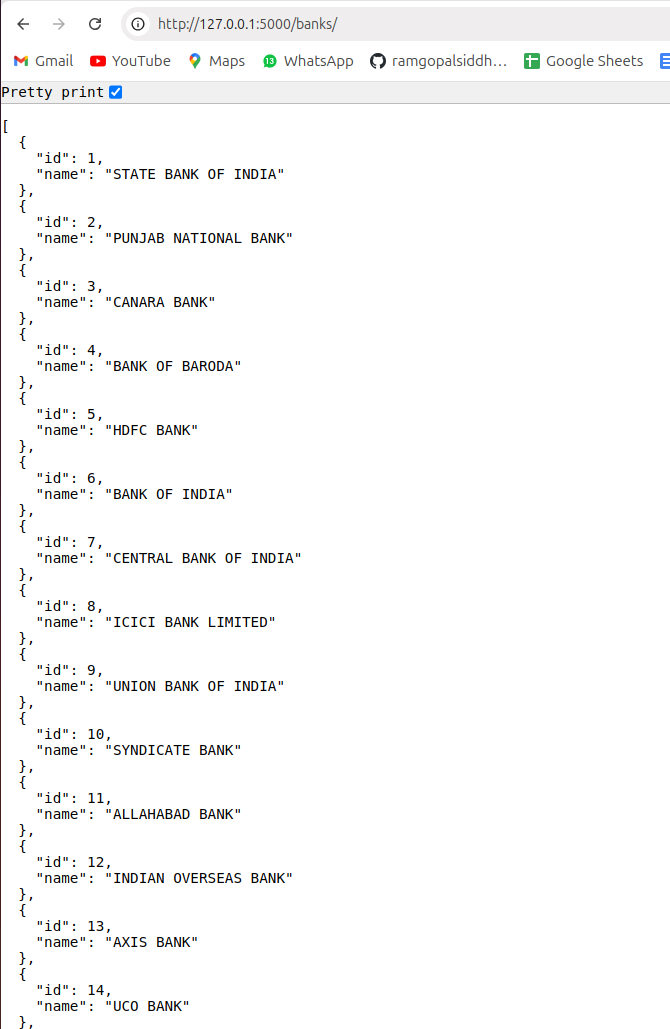 http://127.0.0.1:5000/banks/
Gmail YouTube Maps 13 WhatsApp ramgopalsiddh... Google Sheets
Pretty print
[
  {
    "id": 1,
    "name": "STATE BANK OF INDIA"
  },
  {
    "id": 2,
    "name": "PUNJAB NATIONAL BANK"
  },
  {
    "id": 3,
    "name": "CANARA BANK"
  },
  {
    "id": 4,
    "name": "BANK OF BARODA"
  },
  {
    "id": 5,
    "name": "HDFC BANK"
  },
  {
    "id": 6,
    "name": "BANK OF INDIA"
  },
  {
    "id": 7,
    "name": "CENTRAL BANK OF INDIA"
  },
  {
    "id": 8,
    "name": "ICICI BANK LIMITED"
  },
  {
    "id": 9,
    "name": "UNION BANK OF INDIA"
  },
  {
    "id": 10,
    "name": "SYNDICATE BANK"
  },
  {
    "id": 11,
    "name": "ALLAHABAD BANK"
  },
  {
    "id": 12,
    "name": "INDIAN OVERSEAS BANK"
  },
  {
    "id": 13,
    "name": "AXIS BANK"
  },
  {
    "id": 14,
    "name": "UCO BANK"
  },